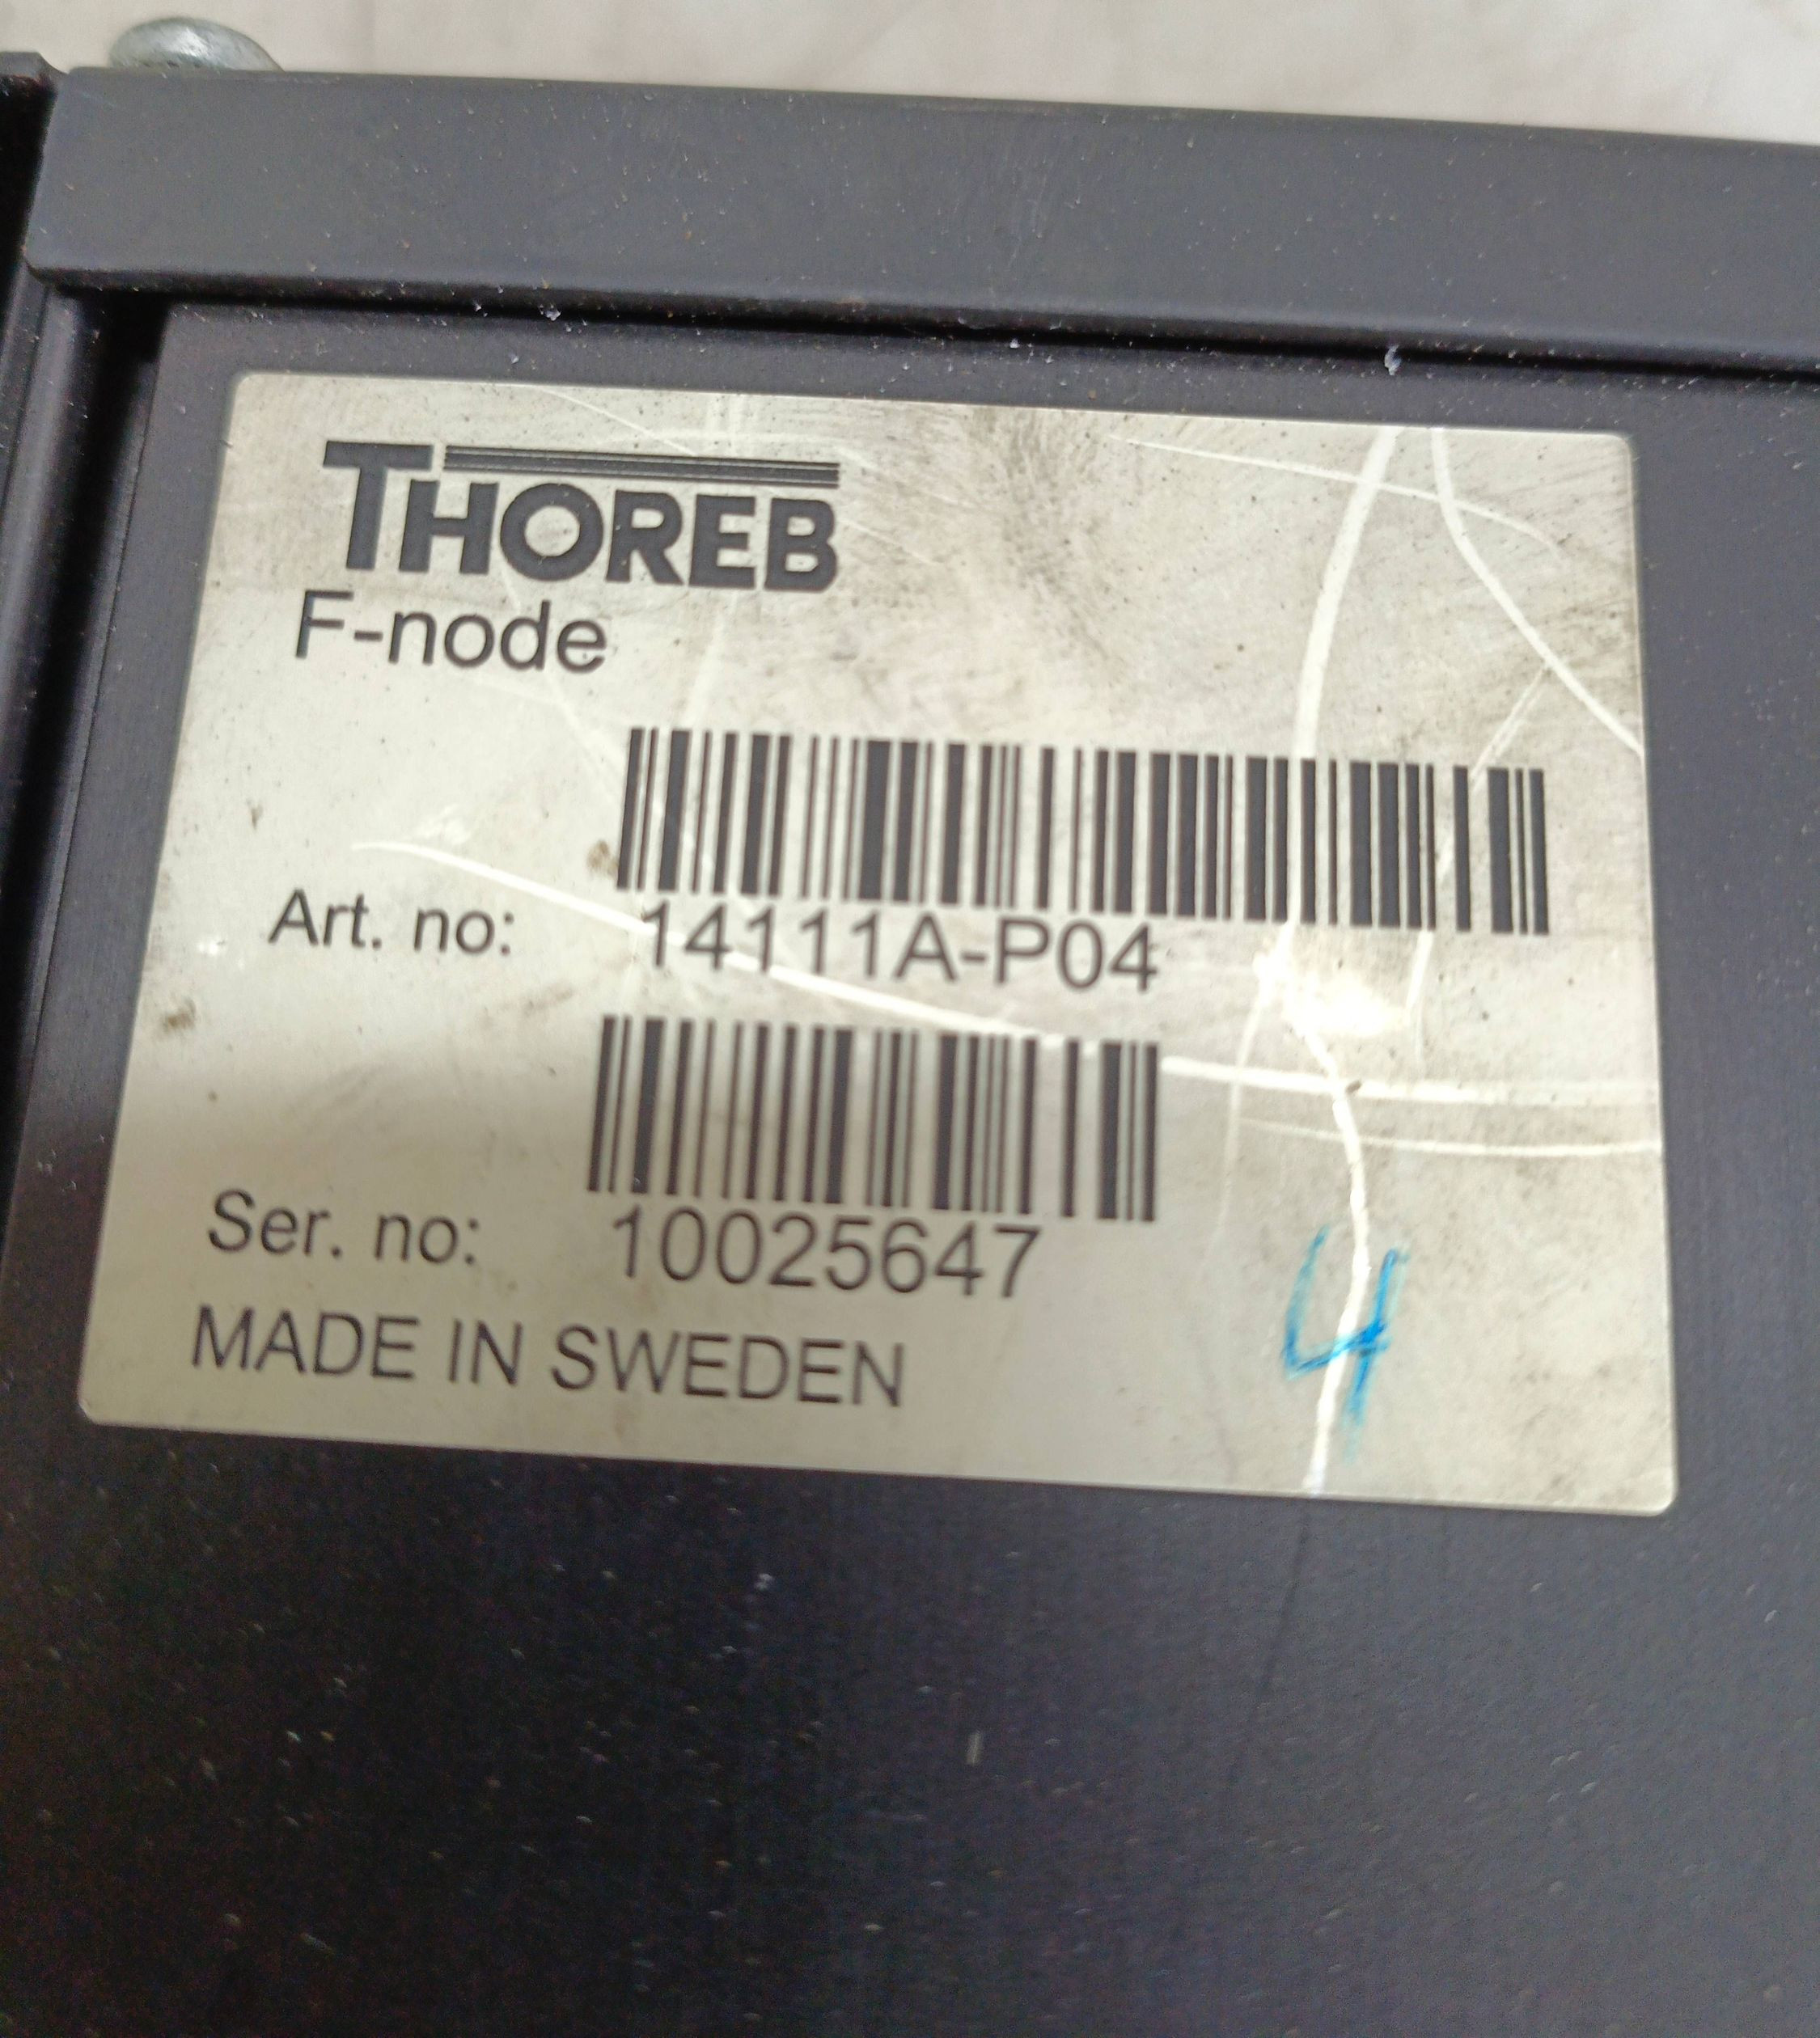 THOREB
F-node
Art. no: 14111A-P04
Ser. no: 10025647
MADE IN SWEDEN
4